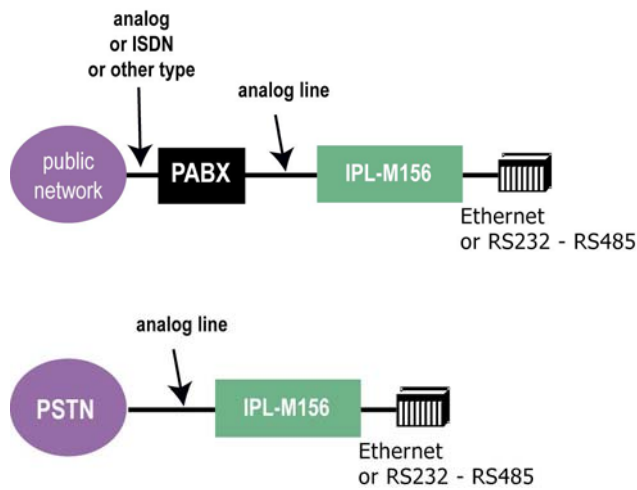 analog
or ISDN
or other type
analog line
public
network
PABX
IPL-M156
Ethernet
or RS232 - RS485
analog line
PSTN
IPL-M156
Ethernet
or RS232 - RS485